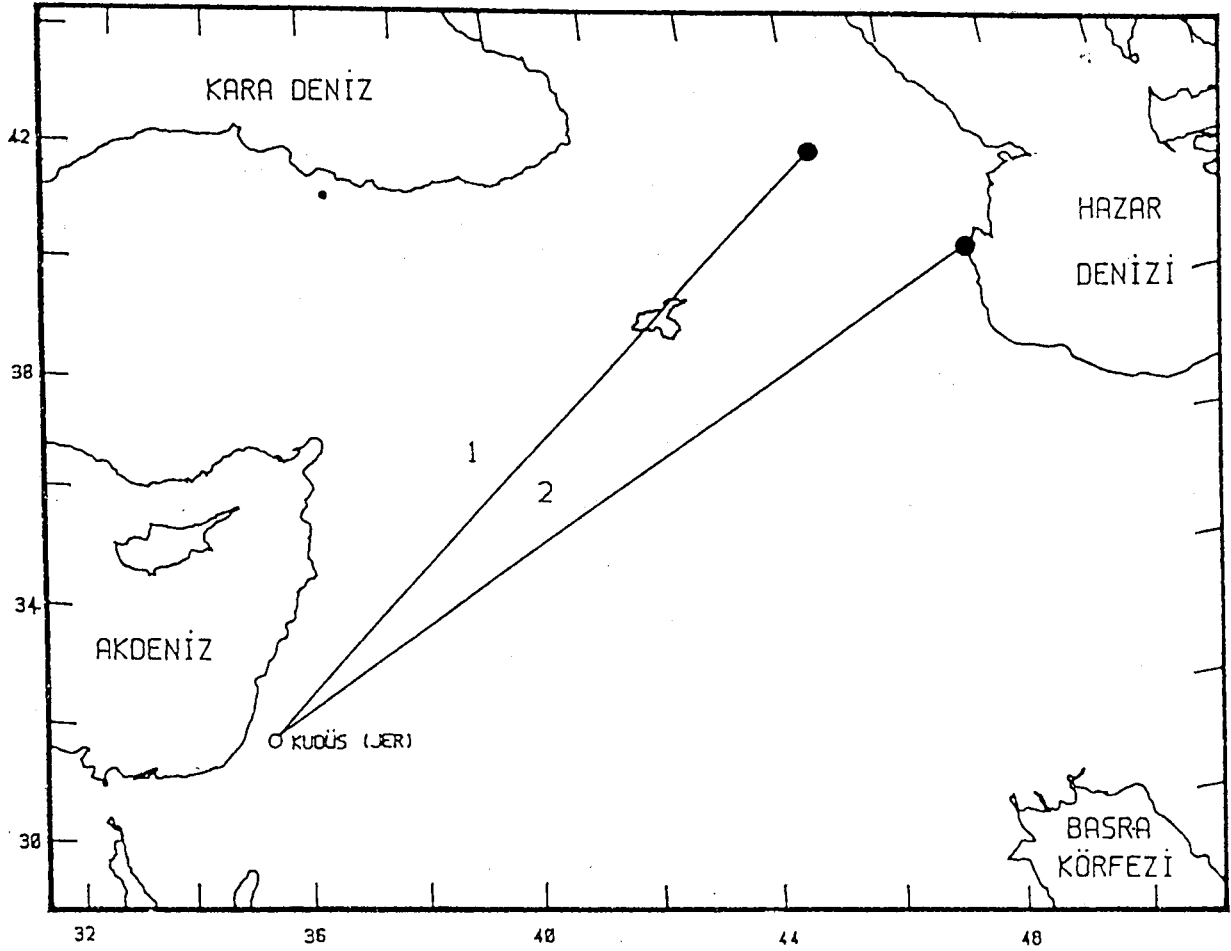 KARA DENİZ
42
HAZAR
DENİZİ
38
1
2
34
AKDENİZ
KUDÜS (JER)
30
BASRA
KÖRFEZİ
32
36
40
44
48